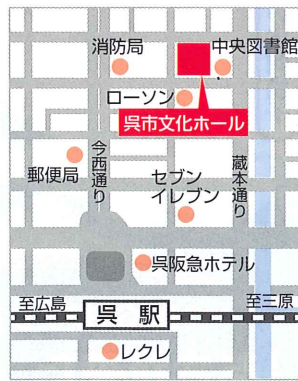 消防局
中央図書館
ローソン
呉市文化ホール
今西通り
蔵本通り
郵便局
セブン
イレブン
呉阪急ホテル
至広島
呉駅
至三原
レクレ